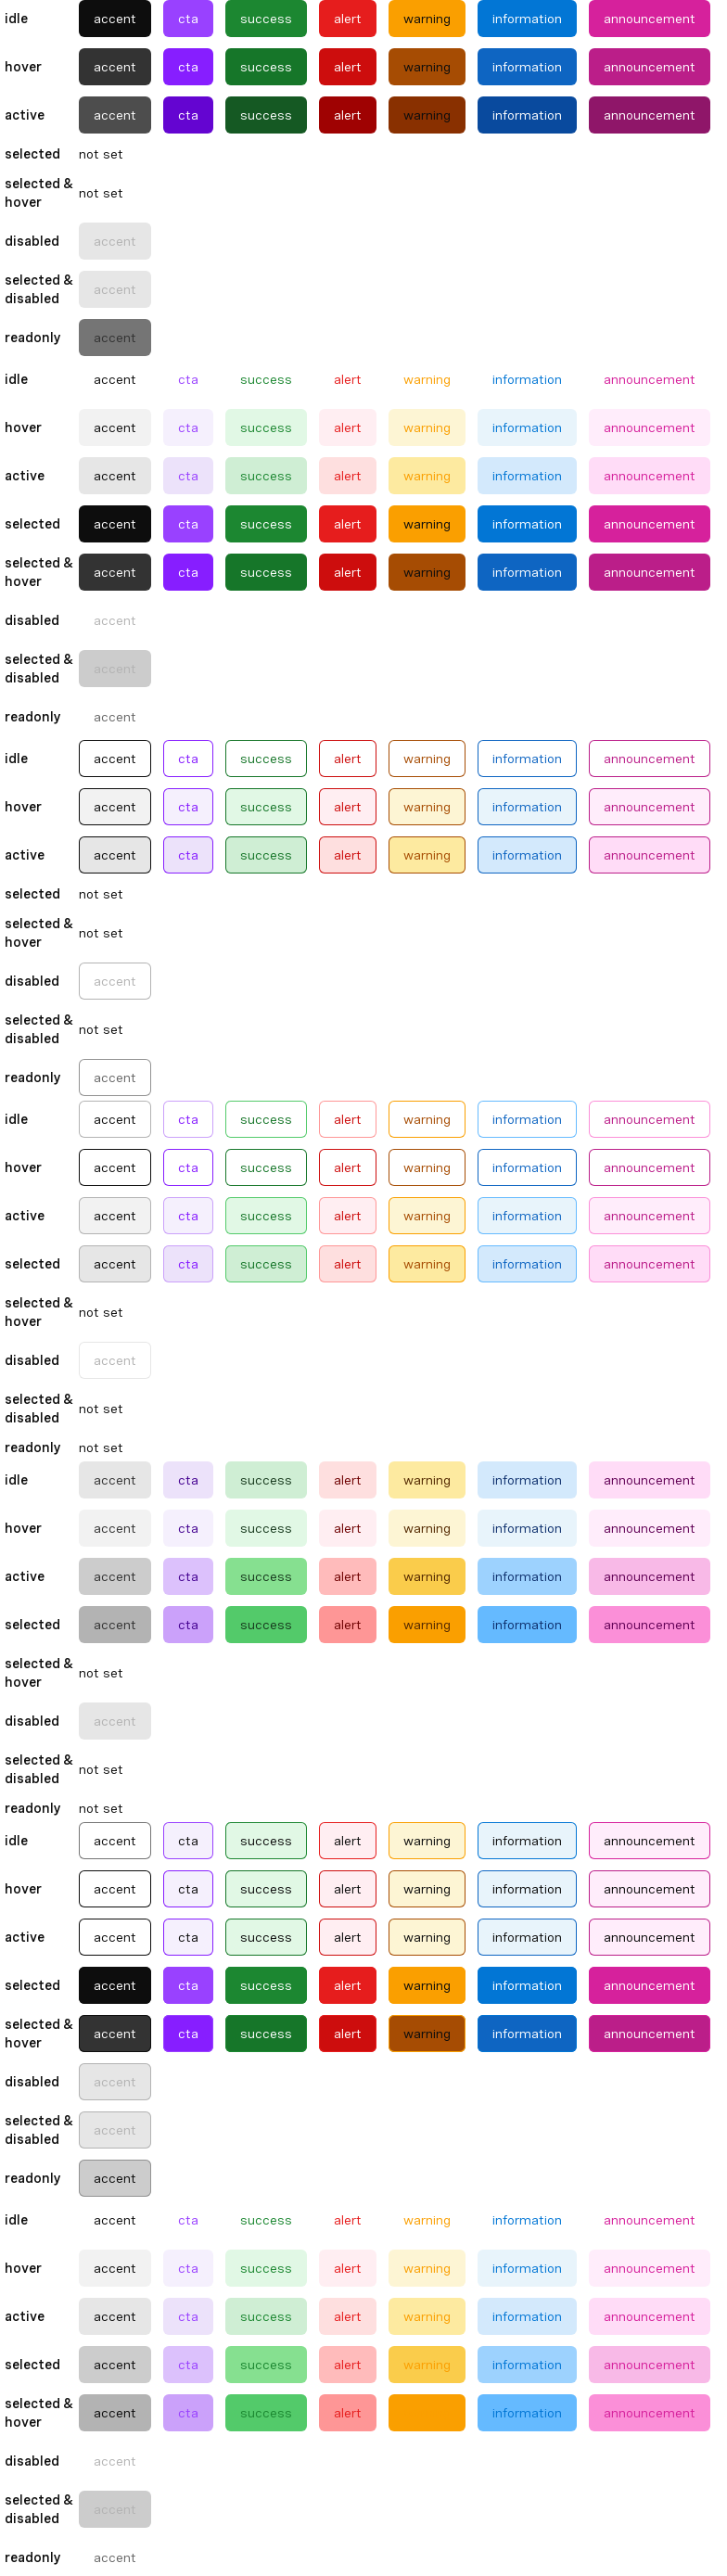 idle accent cta success alert warning information announcement
hover accent cta success alert warning information announcement
active accent cta success alert warning information announcement
selected not set
selected &
hover not set
disabled accent
selected &
disabled accent
readonly accent
idle accent cta success alert warning information announcement
hover accent cta success alert warning information announcement
active accent cta success alert warning information announcement
selected accent cta success alert warning information announcement
selected &
hover accent cta success alert warning information announcement
disabled accent
selected &
disabled accent
readonly accent
idle accent cta success alert warning information announcement
hover accent cta success alert warning information announcement
active accent cta success alert warning information announcement
selected not set
selected &
hover not set
disabled accent
selected &
disabled not set
readonly accent
idle accent cta success alert warning information announcement
hover accent cta success alert warning information announcement
active accent cta success alert warning information announcement
selected accent cta success alert warning information announcement
selected &
hover not set
disabled accent
selected &
disabled not set
readonly not set
idle accent cta success alert warning information announcement
hover accent cta success alert warning information announcement
active accent cta success alert warning information announcement
selected accent cta success alert warning information announcement
selected &
hover not set
disabled accent
selected &
disabled not set
readonly not set
idle accent cta success alert warning information announcement
hover accent cta success alert warning information announcement
active accent cta success alert warning information announcement
selected accent cta success alert warning information announcement
selected &
hover accent cta success alert warning information announcement
disabled accent
selected &
disabled accent
readonly accent
idle accent cta success alert warning information announcement
hover accent cta success alert warning information announcement
active accent cta success alert warning information announcement
selected accent cta success alert warning information announcement
selected &
hover accent cta success alert information announcement
disabled accent
selected &
disabled accent
readonly accent